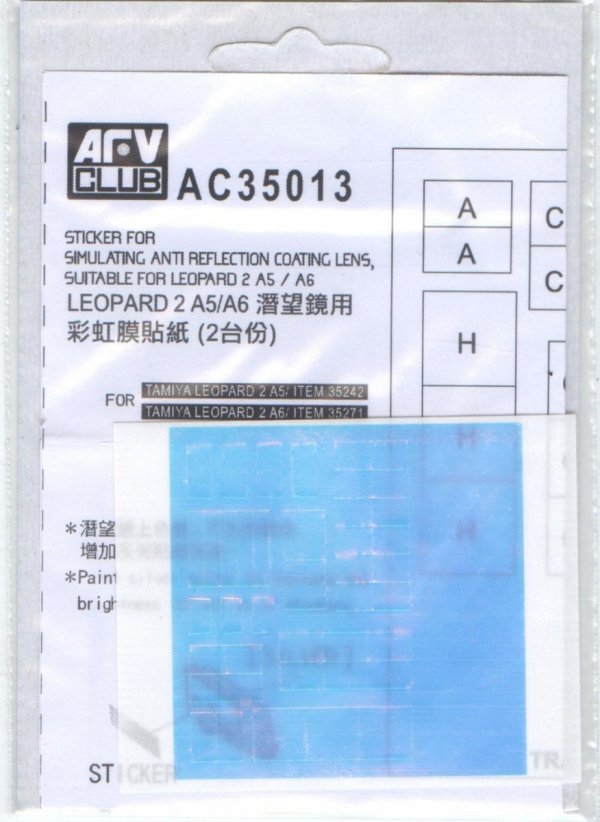 AFV
CLUB
AC35013
STICKER FOR
SIMULATING ANTI REFLECTION COATING LENS,
SUITABLE FOR LEOPARD 2 A5 / A6
LEOPARD 2 A5/A6 潛望鏡用
彩虹膜貼紙 (2台份)
FOR TAMIYA LEOPARD 2 A5/ ITEM 35242
TAMIYA LEOPARD 2 A6/ ITEM 35271
A
A
C
C
H
H
H
*潛望
增加
*Paint
brigh
STICKER
TRA